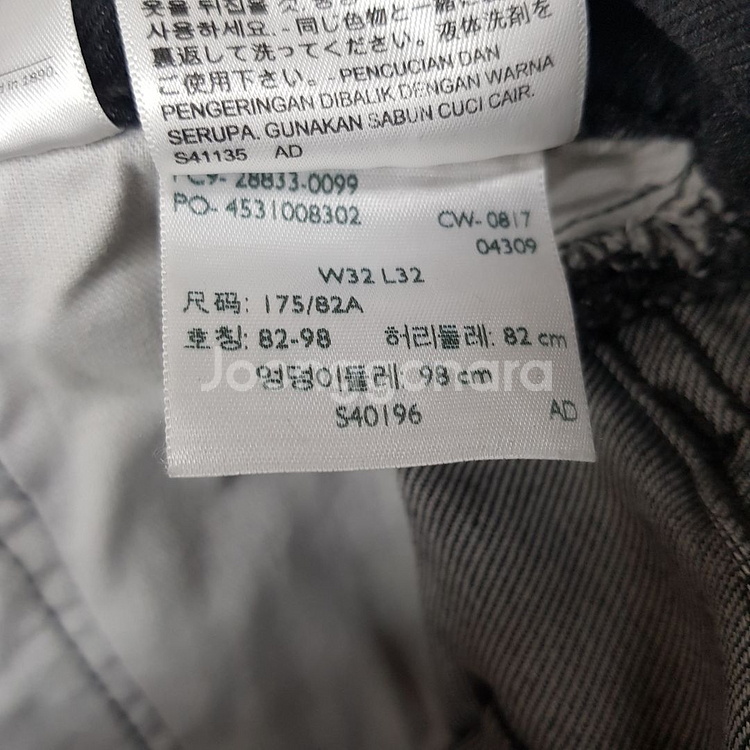 사용하세요. - 同じ色物と一緒に
裏返して洗ってください。液体洗剤を
ご使用下さい。- PENCUCIAN DAN
PENGERINGAN DIBALIK DENGAN WARNA
SERUPA. GUNAKAN SABUN CUCI CAIR.
S41135 AD
PC9- 28833-0099
PO- 4531008302 CW- 0817
04309
W32 L32
尺码: 175/82A
호칭: 82-98 허리둘레: 82 cm
엉덩이둘레: 98 cm
Joonggonara
S40196 AD